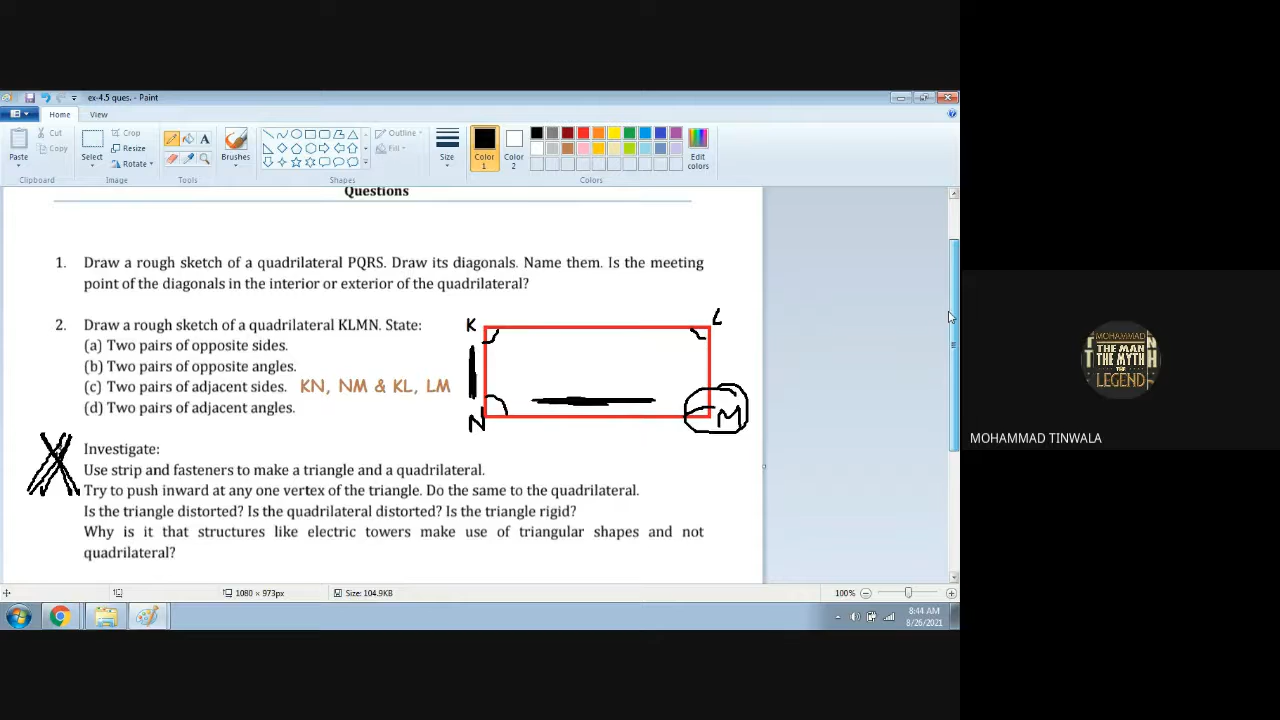 ex-4.5 ques. - Paint
Home View
Paste
Cut
Copy
Select
Crop
Resize
Rotate
A
Brushes
Outline
Fill
Size
Color 1
Color 2
Edit colors
Clipboard Image Tools Shapes Colors
Questions
1. Draw a rough sketch of a quadrilateral PQRS. Draw its diagonals. Name them. Is the meeting
point of the diagonals in the interior or exterior of the quadrilateral?
2. Draw a rough sketch of a quadrilateral KLMN. State:
(a) Two pairs of opposite sides.
(b) Two pairs of opposite angles.
(c) Two pairs of adjacent sides. KN, NM & KL, LM
(d) Two pairs of adjacent angles.
K
L
N
M
Investigate:
Use strip and fasteners to make a triangle and a quadrilateral.
Try to push inward at any one vertex of the triangle. Do the same to the quadrilateral.
Is the triangle distorted? Is the quadrilateral distorted? Is the triangle rigid?
Why is it that structures like electric towers make use of triangular shapes and not
quadrilateral?
1080 × 973px Size: 104.9KB 100%
8:44 AM
8/26/2021
MOHAMMAD
THE MAN
THE MYTH
THE
LEGEND
MOHAMMAD TINWALA